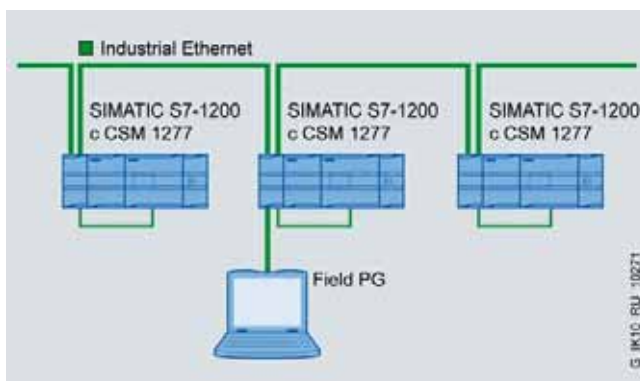 Industrial Ethernet
SIMATIC S7-1200
с CSM 1277
SIMATIC S7-1200
с CSM 1277
SIMATIC S7-1200
с CSM 1277
Field PG
G_IK10_RU_10271